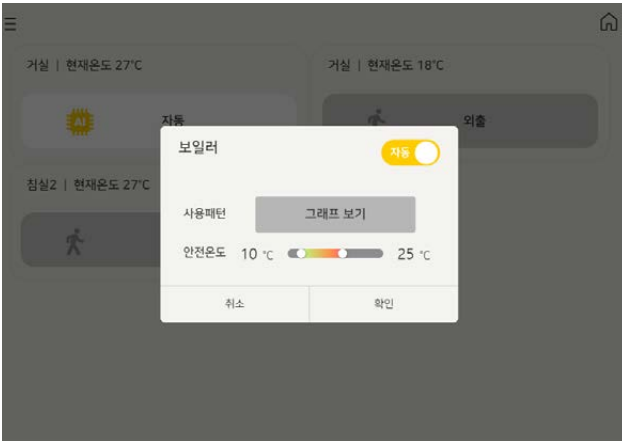 거실 | 현재온도 27℃
거실 | 현재온도 18℃
AI
자동
외출
침실2 | 현재온도 27℃
보일러
자동
사용패턴
그래프 보기
안전온도 10 ℃ 25 ℃
취소
확인